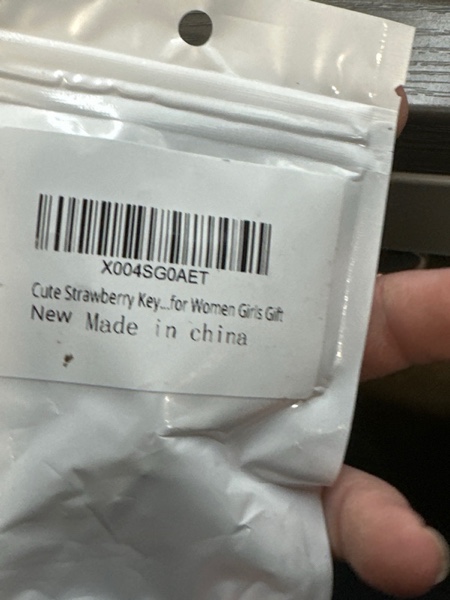 X004SG0AET
Cute Strawberry Key...for Women Girls Gift
New Made in china